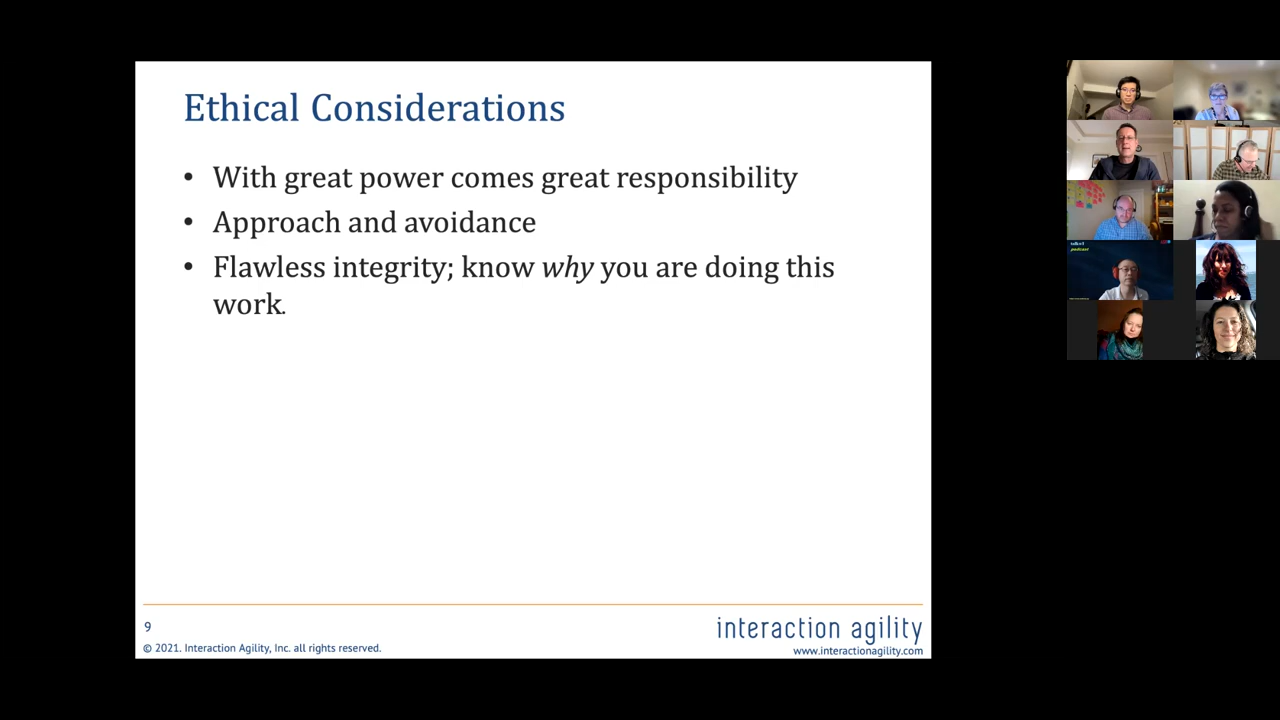 Ethical Considerations
• With great power comes great responsibility
• Approach and avoidance
• Flawless integrity; know why you are doing this
work.
9
© 2021. Interaction Agility, Inc. all rights reserved.
interaction agility
www.interactionagility.com
podcast